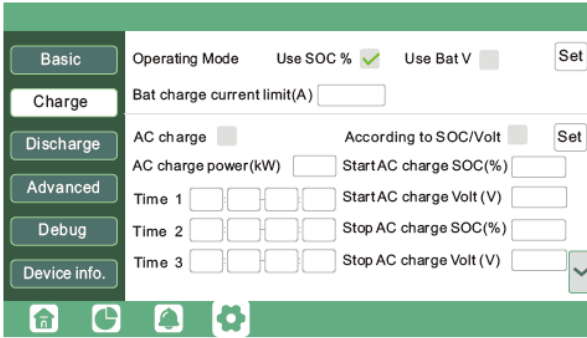 Basic
Charge
Discharge
Advanced
Debug
Device info.
Operating Mode Use SOC % Use Bat V Set
Bat charge current limit(A)
AC charge According to SOC/Volt Set
AC charge power(kW) Start AC charge SOC(%)
Time 1 : - : Start AC charge Volt (V)
Time 2 : - : Stop AC charge SOC(%)
Time 3 : - : Stop AC charge Volt (V)